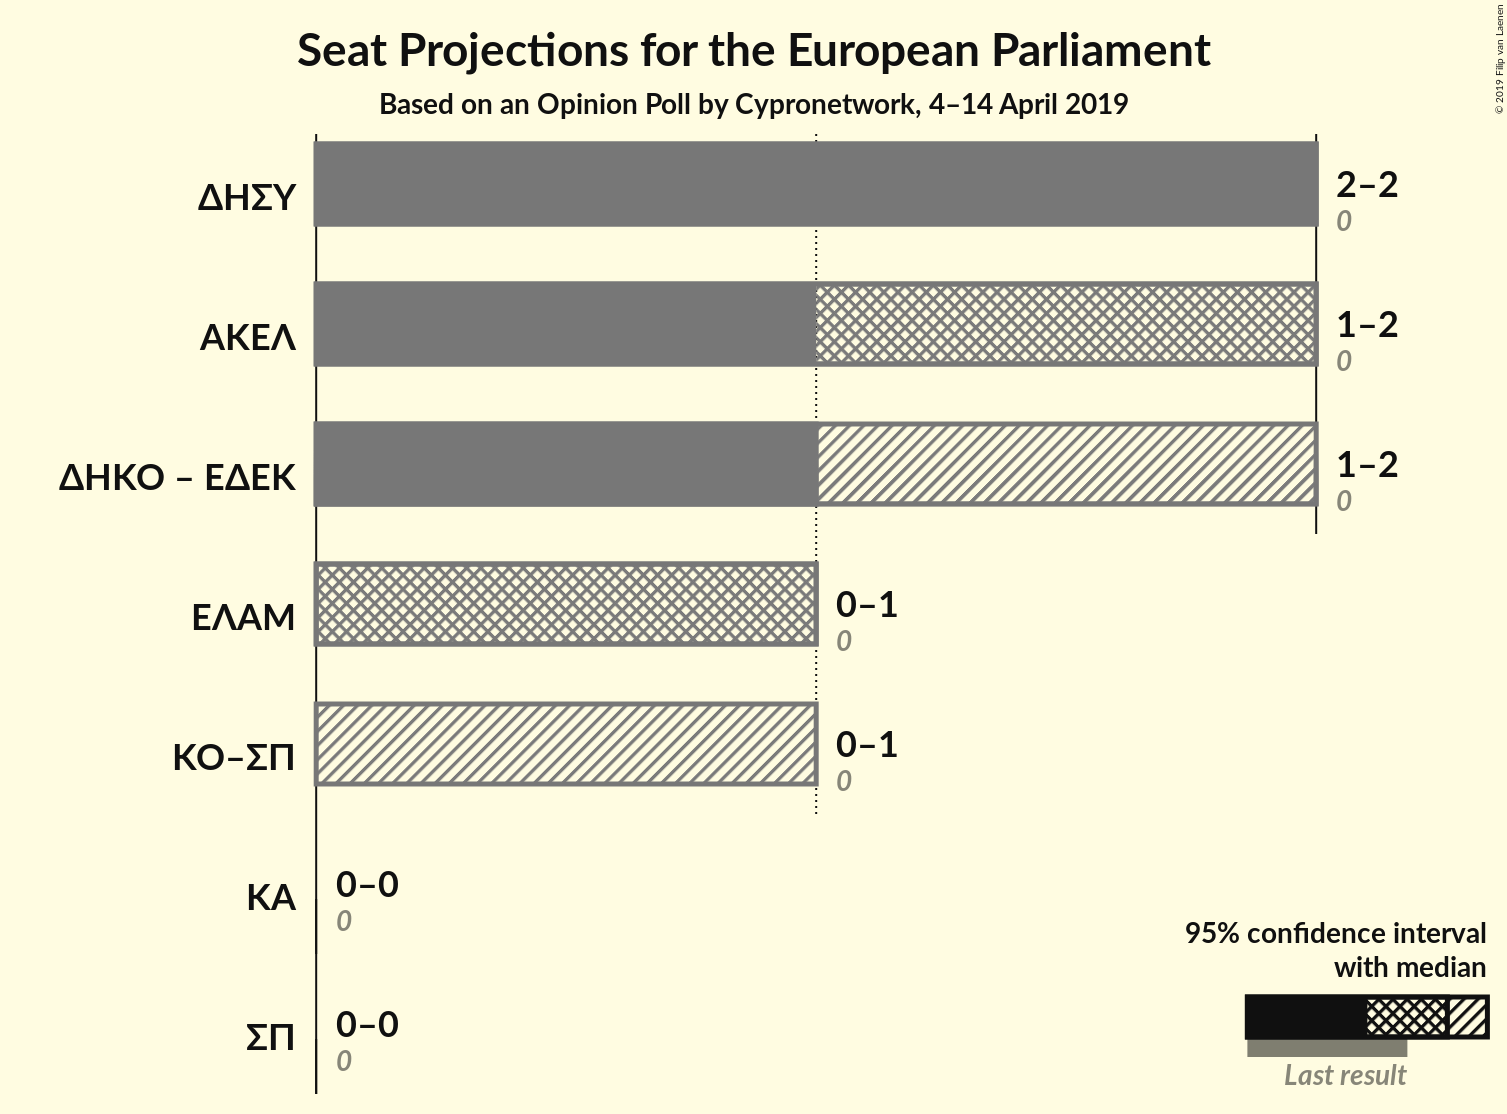 Seat Projections for the European Parliament
Based on an Opinion Poll by Cypronetwork, 4–14 April 2019
© 2019 Filip van Laenen
ΔΗΣΥ
2–2
0
ΑΚΕΛ
1–2
0
ΔΗΚΟ – ΕΔΕΚ
1–2
0
ΕΛΑΜ
0–1
0
ΚΟ–ΣΠ
0–1
0
ΚΑ
0–0
0
ΣΠ
0–0
0
95% confidence interval
with median
Last result